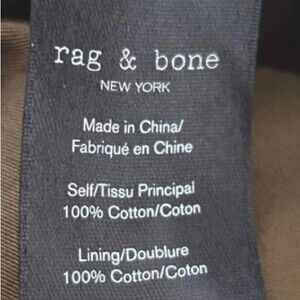 rag & bone
NEW YORK
Made in China/
Fabriqué en Chine
Self/Tissu Principal
100% Cotton/Coton
Lining/Doublure
100% Cotton/Coton